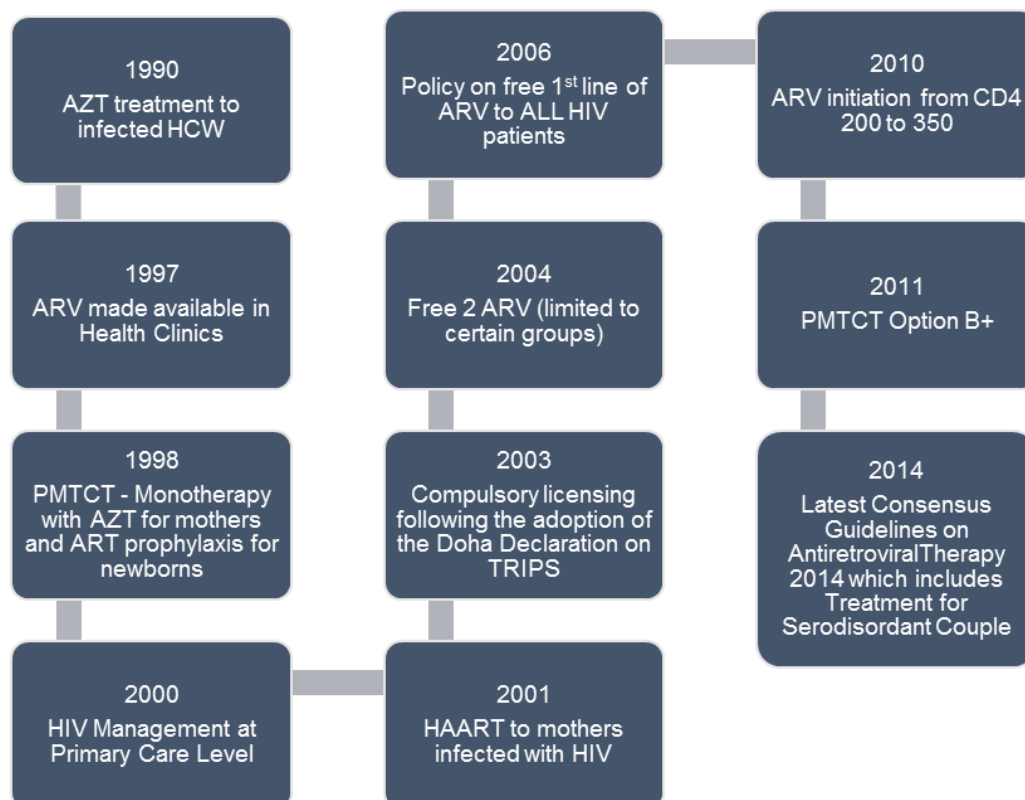 1990
AZT treatment to
infected HCW
1997
ARV made available in
Health Clinics
1998
PMTCT - Monotherapy
with AZT for mothers
and ART prophylaxis for
newborns
2000
HIV Management at
Primary Care Level
2001
HAART to mothers
infected with HIV
2003
Compulsory licensing
following the adoption of
the Doha Declaration on
TRIPS
2004
Free 2 ARV (limited to
certain groups)
2006
Policy on free 1st line of
ARV to ALL HIV
patients
2010
ARV initiation from CD4
200 to 350
2011
PMTCT Option B+
2014
Latest Consensus
Guidelines on
AntiretroviralTherapy
2014 which includes
Treatment for
Serodisordant Couple